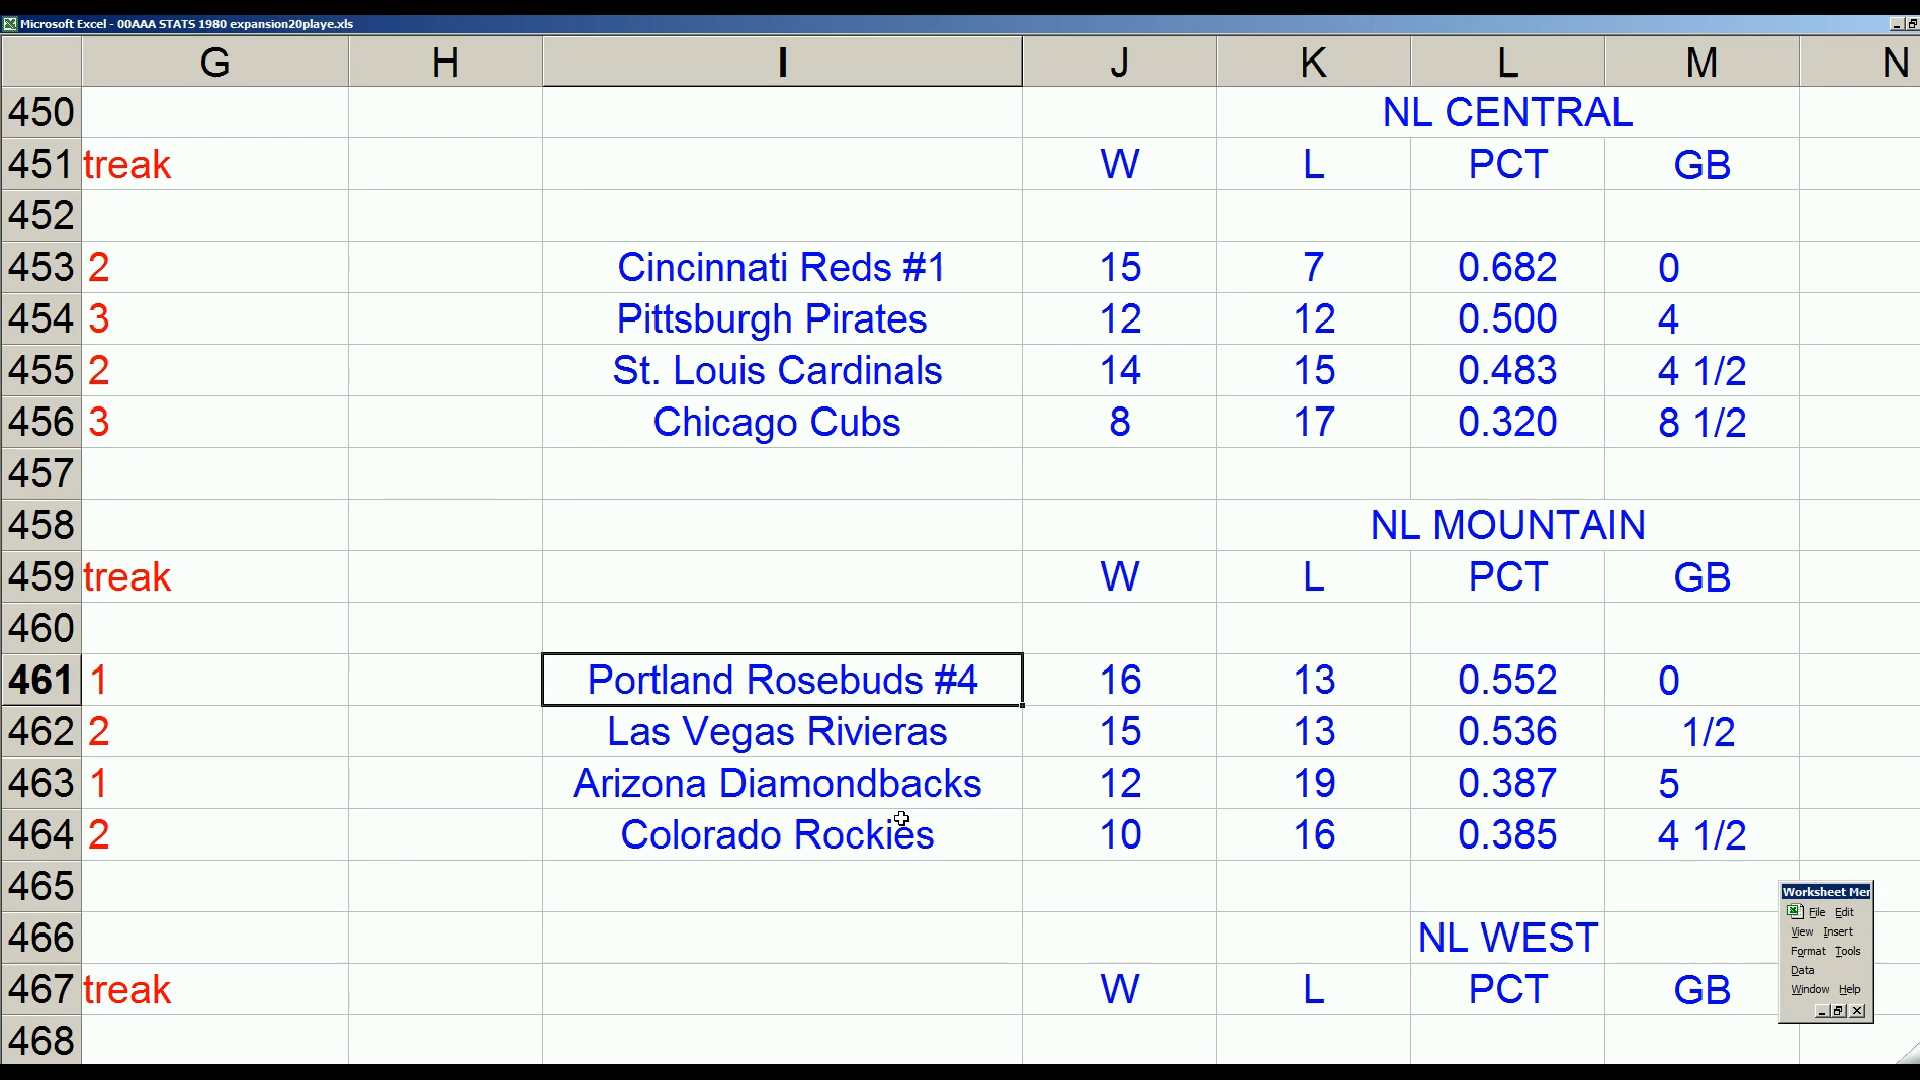 Microsoft Excel - 00AAA STATS 1980 expansion20playe.xls
G H I J K L M N
450 NL CENTRAL
451 treak W L PCT GB
452
453 2 Cincinnati Reds #1 15 7 0.682 0
454 3 Pittsburgh Pirates 12 12 0.500 4
455 2 St. Louis Cardinals 14 15 0.483 4 1/2
456 3 Chicago Cubs 8 17 0.320 8 1/2
457
458 NL MOUNTAIN
459 treak W L PCT GB
460
461 1 Portland Rosebuds #4 16 13 0.552 0
462 2 Las Vegas Rivieras 15 13 0.536 1/2
463 1 Arizona Diamondbacks 12 19 0.387 5
464 2 Colorado Rockies 10 16 0.385 4 1/2
465
466 NL WEST
467 treak W L PCT GB
468
Worksheet Mer
File Edit
View Insert
Format Tools
Data
Window Help